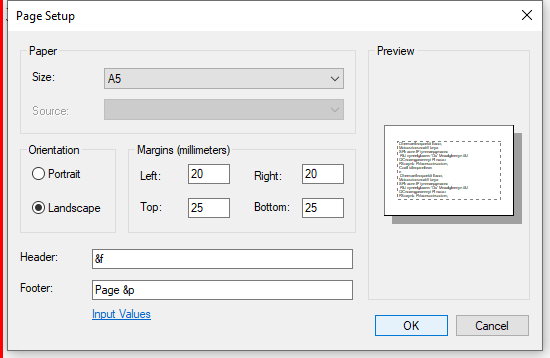 Page Setup
Paper
Size: A5
Source:
Orientation
Portrait
Landscape
Margins (millimeters)
Left: 20 Right: 20
Top: 25 Bottom: 25
Header: &f
Footer: Page &p
Input Values
Preview
OK Cancel